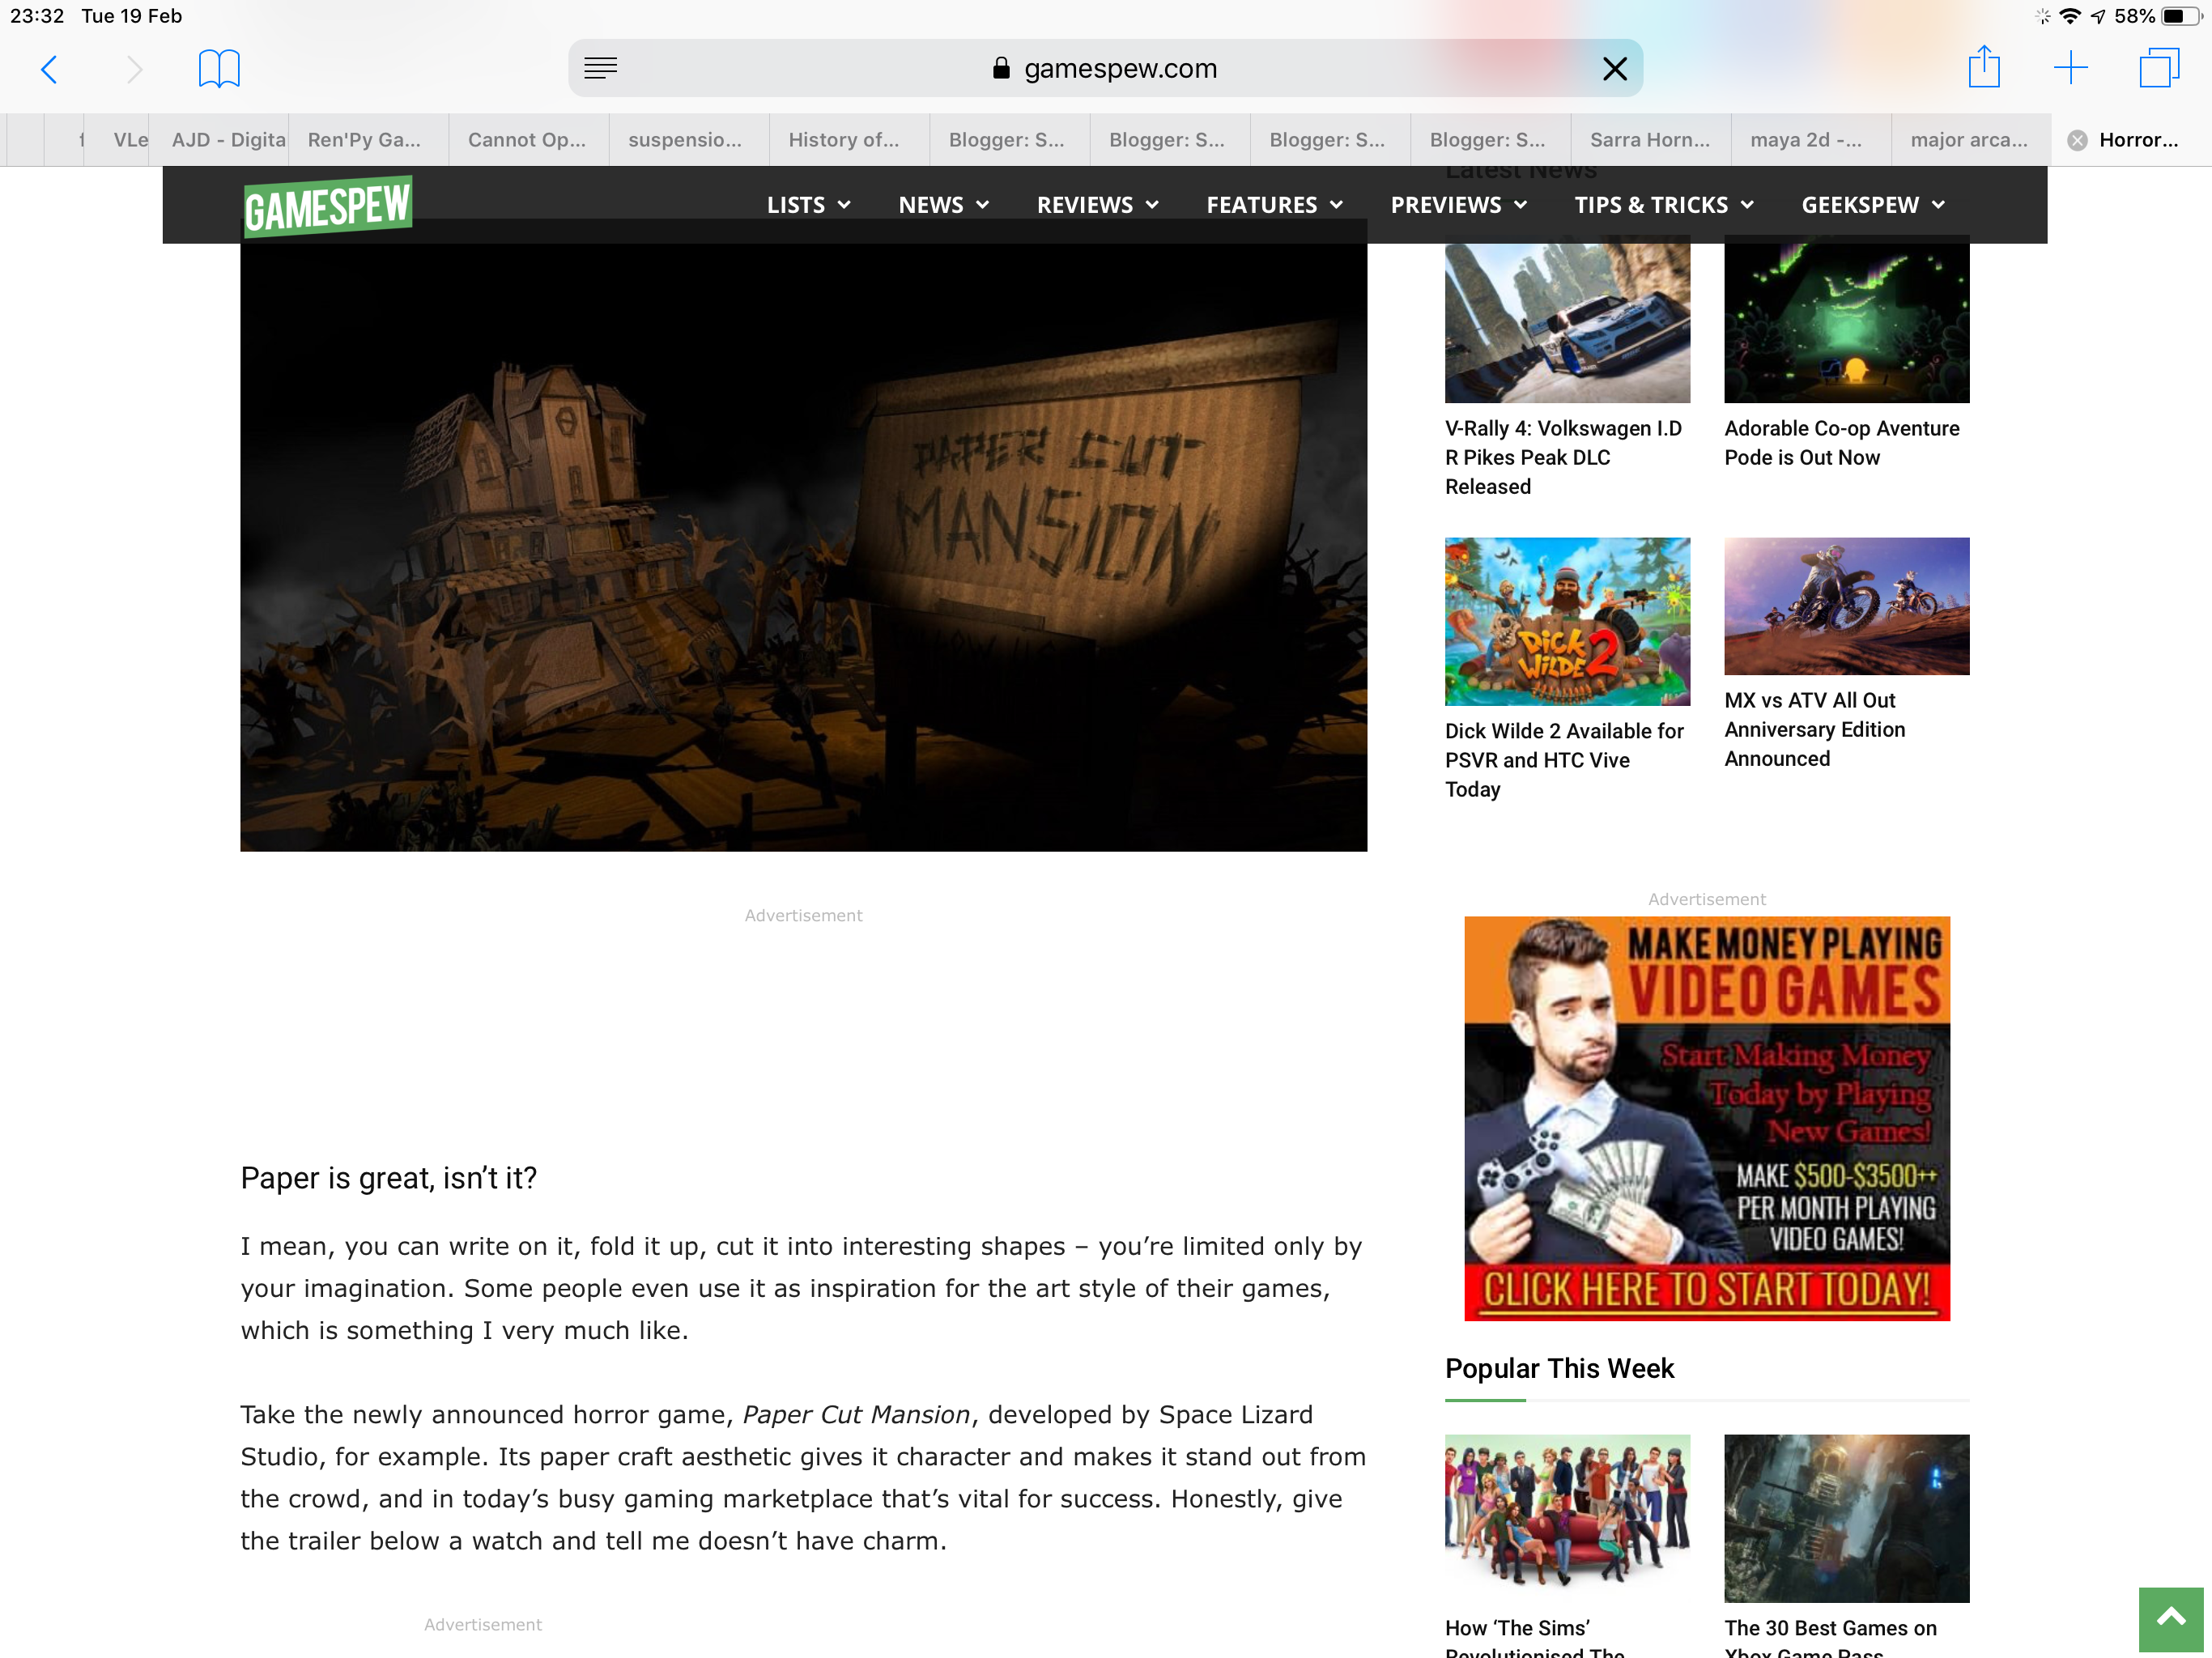 23:32 Tue 19 Feb
58%
gamespew.com
VLe
AJD - Digita
Ren'Py Ga...
Cannot Op...
suspensio...
History of...
Blogger: S...
Blogger: S...
Blogger: S...
Blogger: S...
Sarra Horn...
maya 2d -...
major arca...
Horror...
Latest News
GAMESPEW
LISTS
NEWS
REVIEWS
FEATURES
PREVIEWS
TIPS & TRICKS
GEEKSPEW
PAPER CUT
MANSION
V-Rally 4: Volkswagen I.D
R Pikes Peak DLC
Released
Adorable Co-op Aventure
Pode is Out Now
DICK
WILDE 2
Dick Wilde 2 Available for
PSVR and HTC Vive
Today
MX vs ATV All Out
Anniversary Edition
Announced
Advertisement
Paper is great, isn’t it?
I mean, you can write on it, fold it up, cut it into interesting shapes – you’re limited only by
your imagination. Some people even use it as inspiration for the art style of their games,
which is something I very much like.
Take the newly announced horror game, Paper Cut Mansion, developed by Space Lizard
Studio, for example. Its paper craft aesthetic gives it character and makes it stand out from
the crowd, and in today’s busy gaming marketplace that’s vital for success. Honestly, give
the trailer below a watch and tell me doesn’t have charm.
Advertisement
Advertisement
MAKE MONEY PLAYING
VIDEO GAMES
Start Making Money
Today by Playing
New Games!
MAKE $500-$3500++
PER MONTH PLAYING
VIDEO GAMES!
CLICK HERE TO START TODAY!
Popular This Week
How ‘The Sims’
Revolutionised The
The 30 Best Games on
Xbox Game Pass